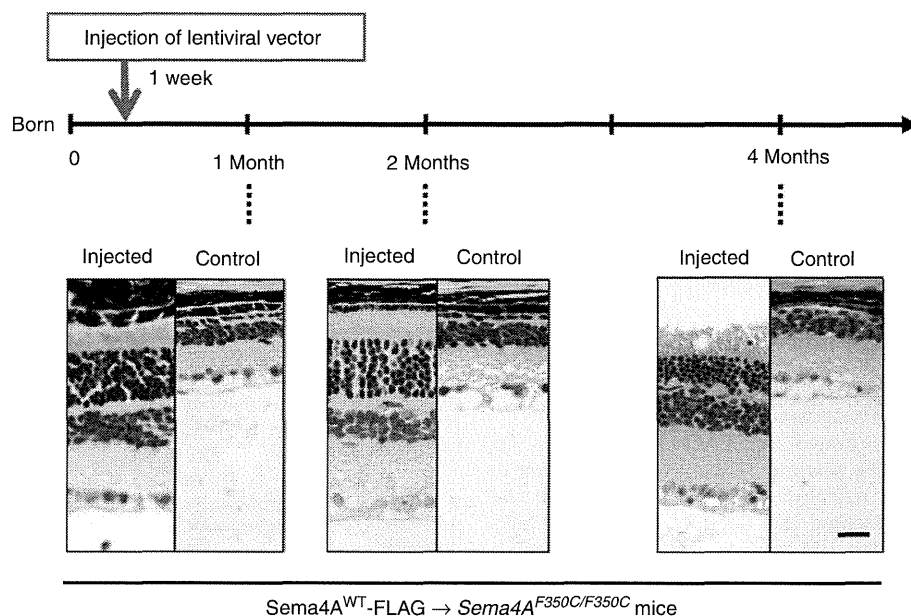 Injection of lentiviral vector
1 week
Born
0
1 Month
2 Months
4 Months
Injected
Control
Injected
Control
Injected
Control
Sema4A^WT-FLAG → Sema4A^F350C/F350C mice